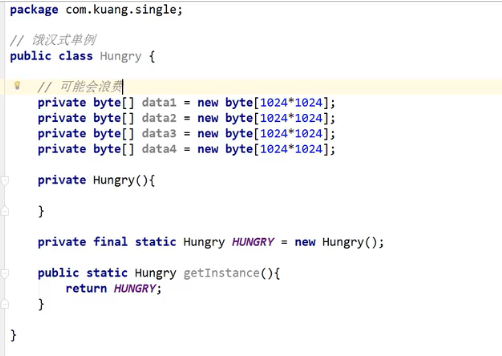 package com.kuang.single;
// 饿汉式单例
public class Hungry {
// 可能会浪费
private byte[] data1 = new byte[1024*1024];
private byte[] data2 = new byte[1024*1024];
private byte[] data3 = new byte[1024*1024];
private byte[] data4 = new byte[1024*1024];
private Hungry(){
}
private final static Hungry HUNGRY = new Hungry();
public static Hungry getInstance(){
return HUNGRY;
}
}